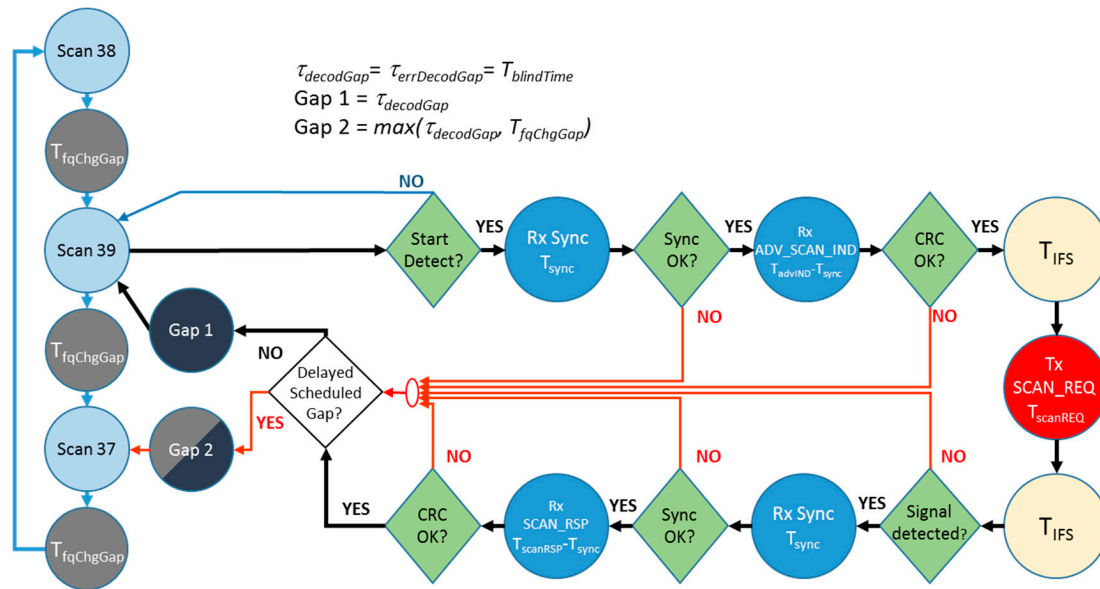 Scan 38
τdecodGap= τerrDecodGap= TblindTime
Gap 1 = τdecodGap
Gap 2 = max(τdecodGap, TfqChgGap)
TfqChgGap
NO
Scan 39
Start
Detect?
YES
Rx Sync
Tsync
Sync
OK?
YES
Rx
ADV_SCAN_IND
TadvIND-Tsync
CRC
OK?
YES
TIFS
NO
NO
TfqChgGap
Gap 1
NO
Delayed
Scheduled
Gap?
Tx
SCAN_REQ
TscanREQ
YES
Scan 37
Gap 2
NO
NO
NO
YES
CRC
OK?
YES
Rx
SCAN_RSP
TscanRSP-Tsync
YES
Sync
OK?
Rx Sync
Tsync
YES
Signal
detected?
TIFS
TfqChgGap